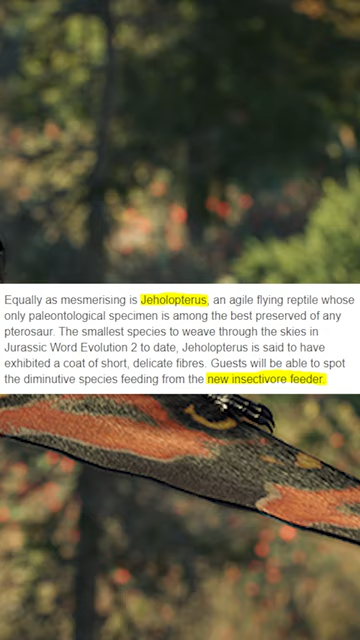 Equally as mesmerising is Jeholopterus, an agile flying reptile whose
only paleontological specimen is among the best preserved of any
pterosaur. The smallest species to weave through the skies in
Jurassic Word Evolution 2 to date, Jeholopterus is said to have
exhibited a coat of short, delicate fibres. Guests will be able to spot
the diminutive species feeding from the new insectivore feeder.